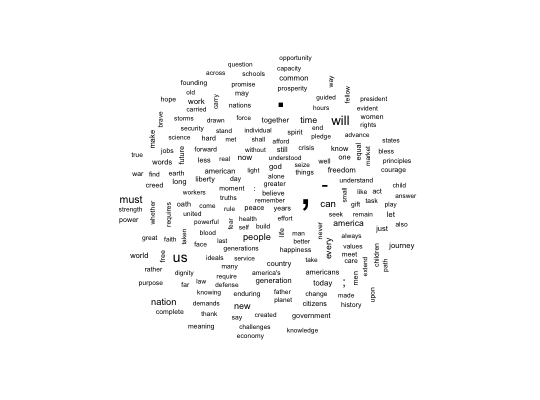 opportunity
question
across schools capacity
founding promise common way
old may prosperity fellow
hope work carry nations . guided president
carried hours evident
brave storms drawn force together time will women
security stand individual spirit end rights
make science hard met shall afford pledge advance
true jobs future forward without still crisis know equal market states
words less real now understood well one bless
war find earth american light god seize things freedom principles
creed long liberty day alone understand courage
workers moment : greater - small like act child
must truths believe answer
strength whether requires oath come rule peace remember years , can gift task play
power united health effort seek remain let
powerful fear self build america just also
great faith taken blood people life man never always
face last better every values children journey
world free us ideals generations happiness meet
rather service country take care extend path
dignity many america's americans men
purpose far law require generation today ;
defense
knowing enduring father change made upon
nation demands new planet citizens history
complete thank say created government
meaning challenges knowledge
economy